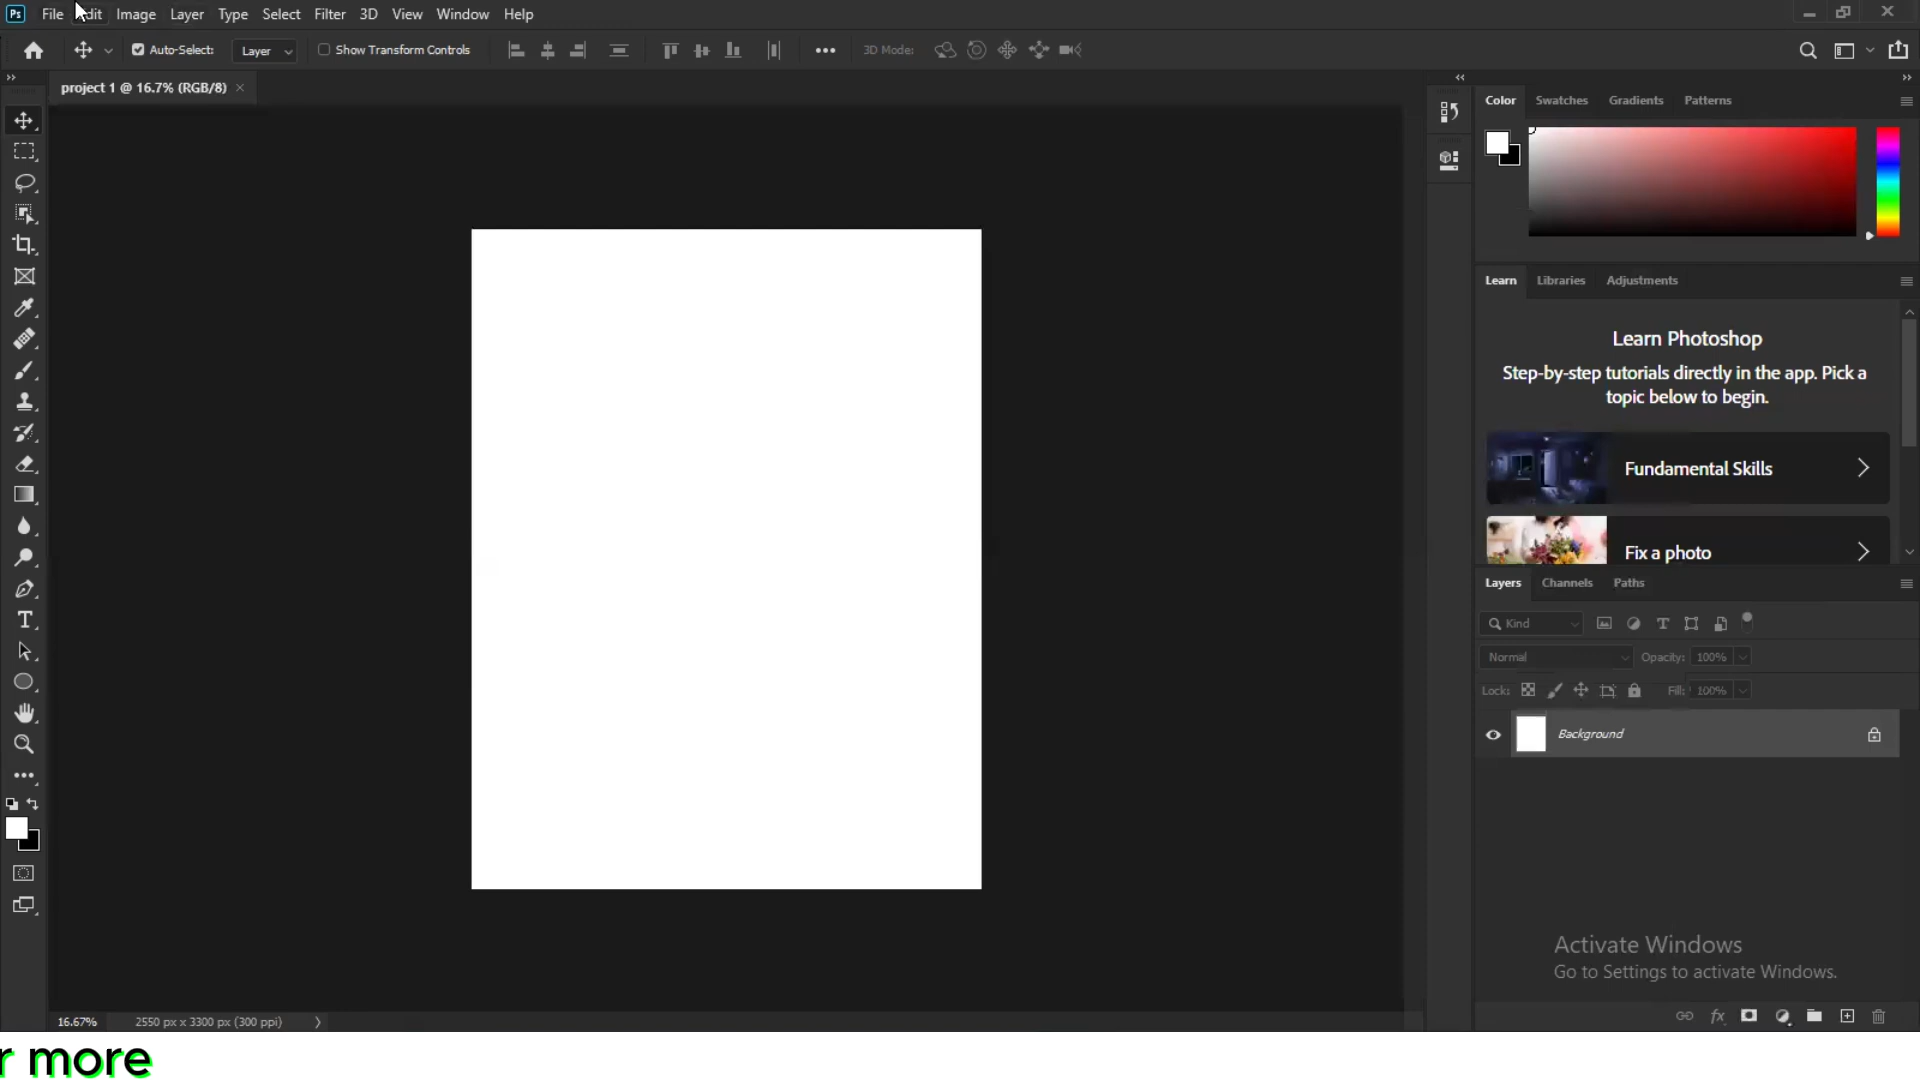 Ps File Edit Image Layer Type Select Filter 3D View Window Help
Auto-Select: Layer Show Transform Controls 3D Mode:
project 1 @ 16.7% (RGB/8)
Color Swatches Gradients Patterns
Learn Libraries Adjustments
Learn Photoshop
Step-by-step tutorials directly in the app. Pick a
topic below to begin.
Fundamental Skills
Fix a photo
Layers Channels Paths
Kind
Normal Opacity: 100%
Lock: Fill: 100%
Background
Activate Windows
Go to Settings to activate Windows.
16.67% 2550 px x 3300 px (300 ppi)
r more